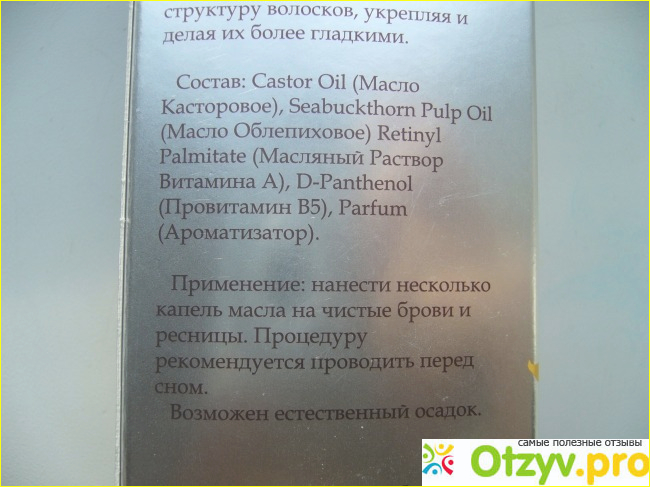 структуру волосков, укрепляя и
делая их более гладкими.
Состав: Castor Oil (Масло
Касторовое), Seabuckthorn Pulp Oil
(Масло Облепиховое) Retinyl
Palmitate (Масляный Раствор
Витамина А), D-Panthenol
(Провитамин В5), Parfum
(Ароматизатор).
Применение: нанести несколько
капель масла на чистые брови и
ресницы. Процедуру
рекомендуется проводить перед
сном.
Возможен естественный осадок.
самые полезные отзывы
Otzyv.pro